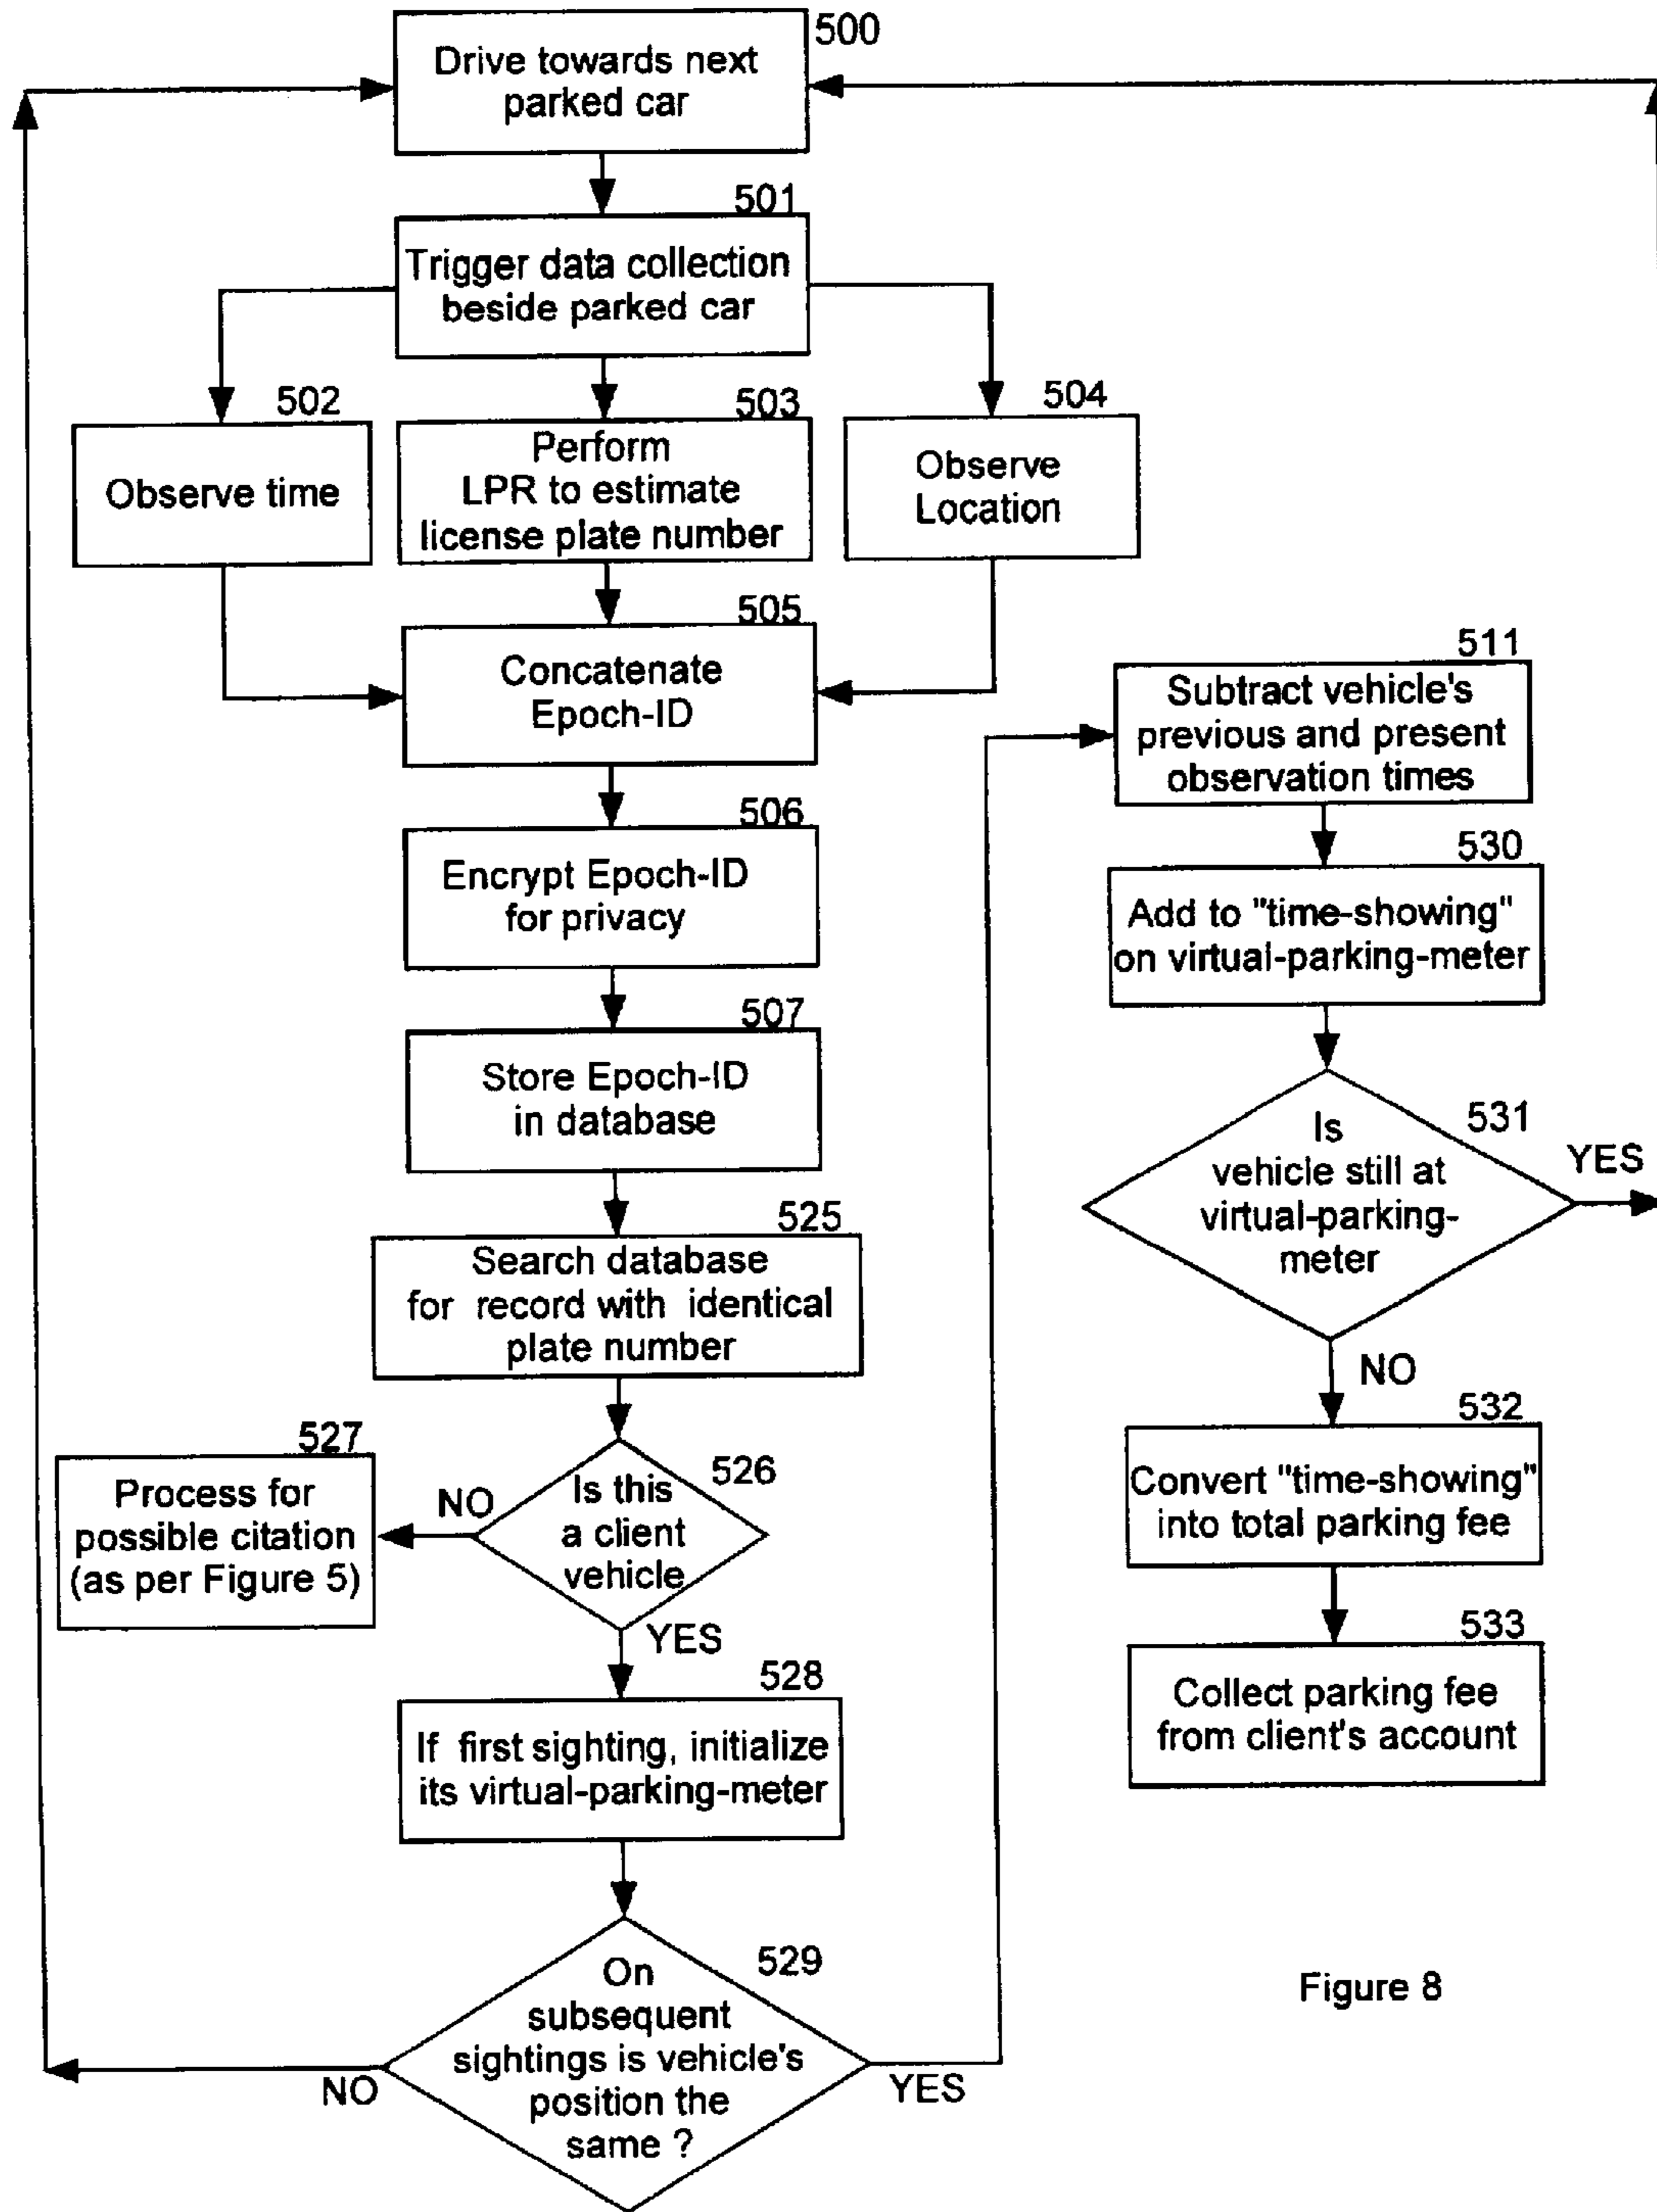 500
Drive towards next
parked car
501
Trigger data collection
beside parked car
502
Observe time
503
Perform
LPR to estimate
license plate number
504
Observe
Location
505
Concatenate
Epoch-ID
506
Encrypt Epoch-ID
for privacy
507
Store Epoch-ID
in database
525
Search database
for record with identical
plate number
526
Is this
a client
vehicle
NO
527
Process for
possible citation
(as per Figure 5)
YES
528
If first sighting, initialize
its virtual-parking-meter
529
On
subsequent
sightings is vehicle's
position the
same ?
NO
YES
511
Subtract vehicle's
previous and present
observation times
530
Add to "time-showing"
on virtual-parking-meter
531
Is
vehicle still at
virtual-parking-
meter
YES
NO
532
Convert "time-showing"
into total parking fee
533
Collect parking fee
from client's account
Figure 8